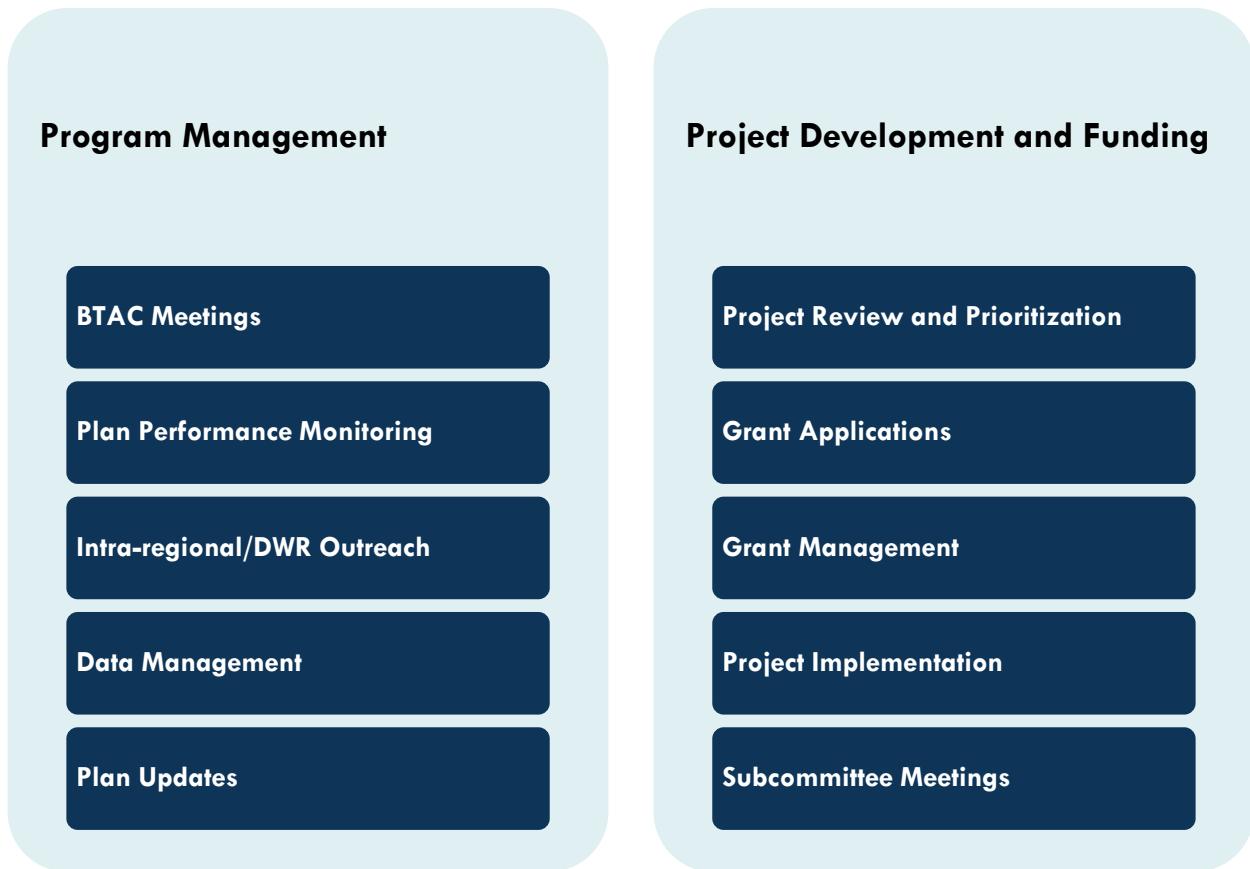 Program Management
BTAC Meetings
Plan Performance Monitoring
Intra-regional/DWR Outreach
Data Management
Plan Updates
Project Development and Funding
Project Review and Prioritization
Grant Applications
Grant Management
Project Implementation
Subcommittee Meetings